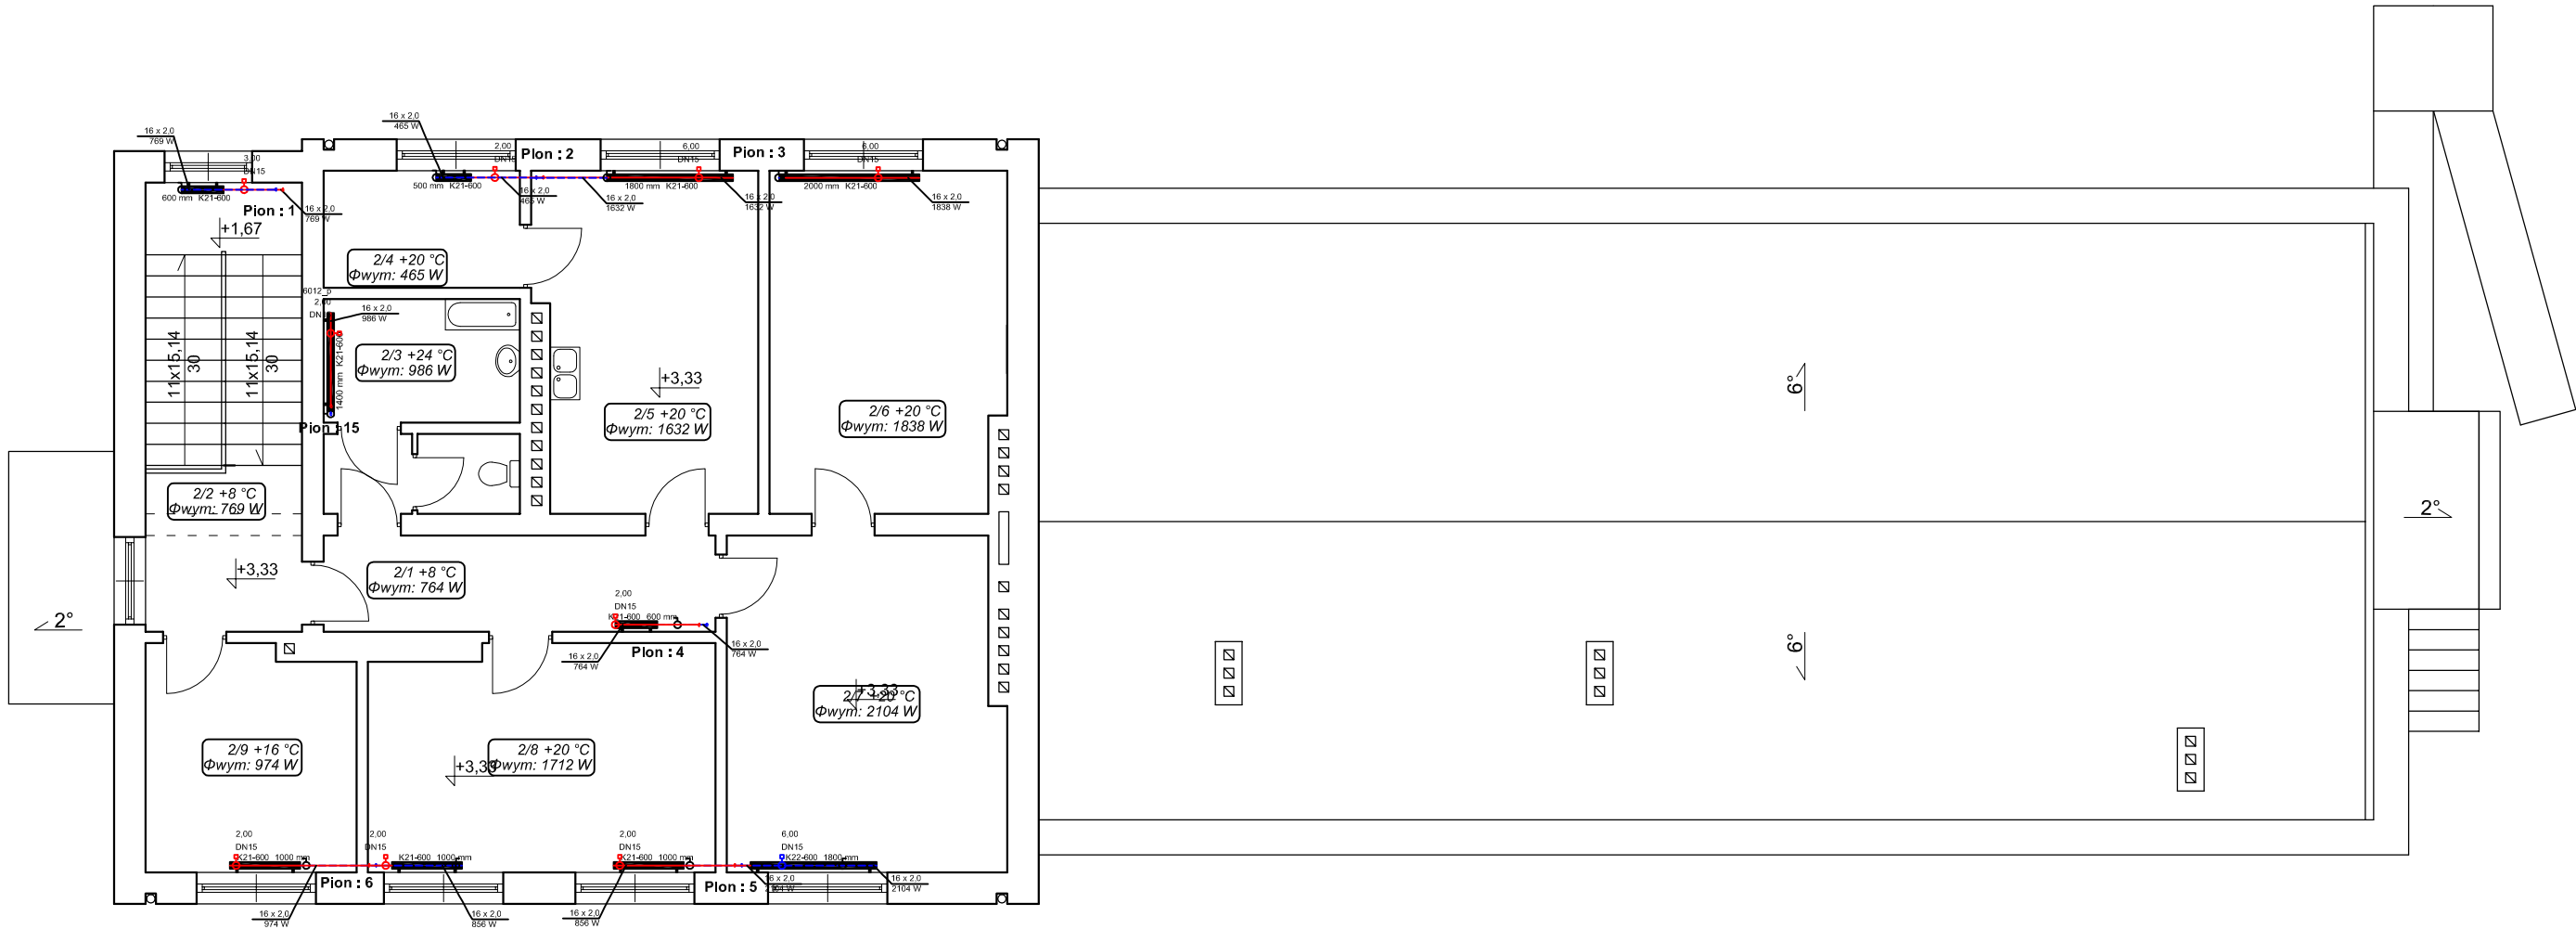 16 x 2,0
465 W
16 x 2,0
769 W
3,00
DN15
600 mm K21-600
Pion : 1
16 x 2,0
769 W
+1,67
2,00
DN15
Pion : 2
500 mm K21-600
16 x 2,0
465 W
16 x 2,0
1632 W
6,00
DN15
1800 mm K21-600
Pion : 3
16 x 2,0
1632 W
6,00
DN15
2000 mm K21-600
16 x 2,0
1838 W
2/4 +20 °C
Φwym: 465 W
2,00
16 x 2,0
986 W
1400 mm K21-600
11x15,14
30
11x15,14
30
2/3 +24 °C
Φwym: 986 W
Pion : 15
+3,33
2/5 +20 °C
Φwym: 1632 W
2/6 +20 °C
Φwym: 1838 W
6°
2/2 +8 °C
Φwym: 769 W
2°
+3,33
2/1 +8 °C
Φwym: 764 W
2,00
DN15
K21-600 600 mm
2°
16 x 2,0
764 W
Pion : 4
16 x 2,0
764 W
6°
+3,33
2/7 +20 °C
Φwym: 2104 W
2/9 +16 °C
Φwym: 974 W
2/8 +20 °C
Φwym: 1712 W
+3,33
2,00
DN15
K21-600 1000 mm
2,00
DN15
K21-600 1000 mm
2,00
DN15
K21-600 1000 mm
6,00
DN15
K22-600 1800 mm
Pion : 6
Pion : 5
16 x 2,0
2104 W
16 x 2,0
2104 W
16 x 2,0
974 W
16 x 2,0
856 W
16 x 2,0
856 W